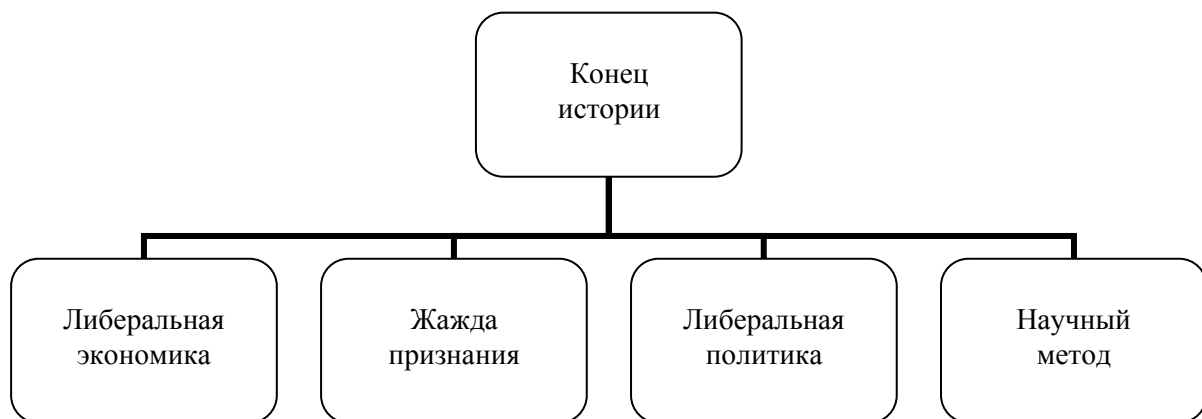 Конец
истории
Либеральная
экономика
Жажда
признания
Либеральная
политика
Научный
метод